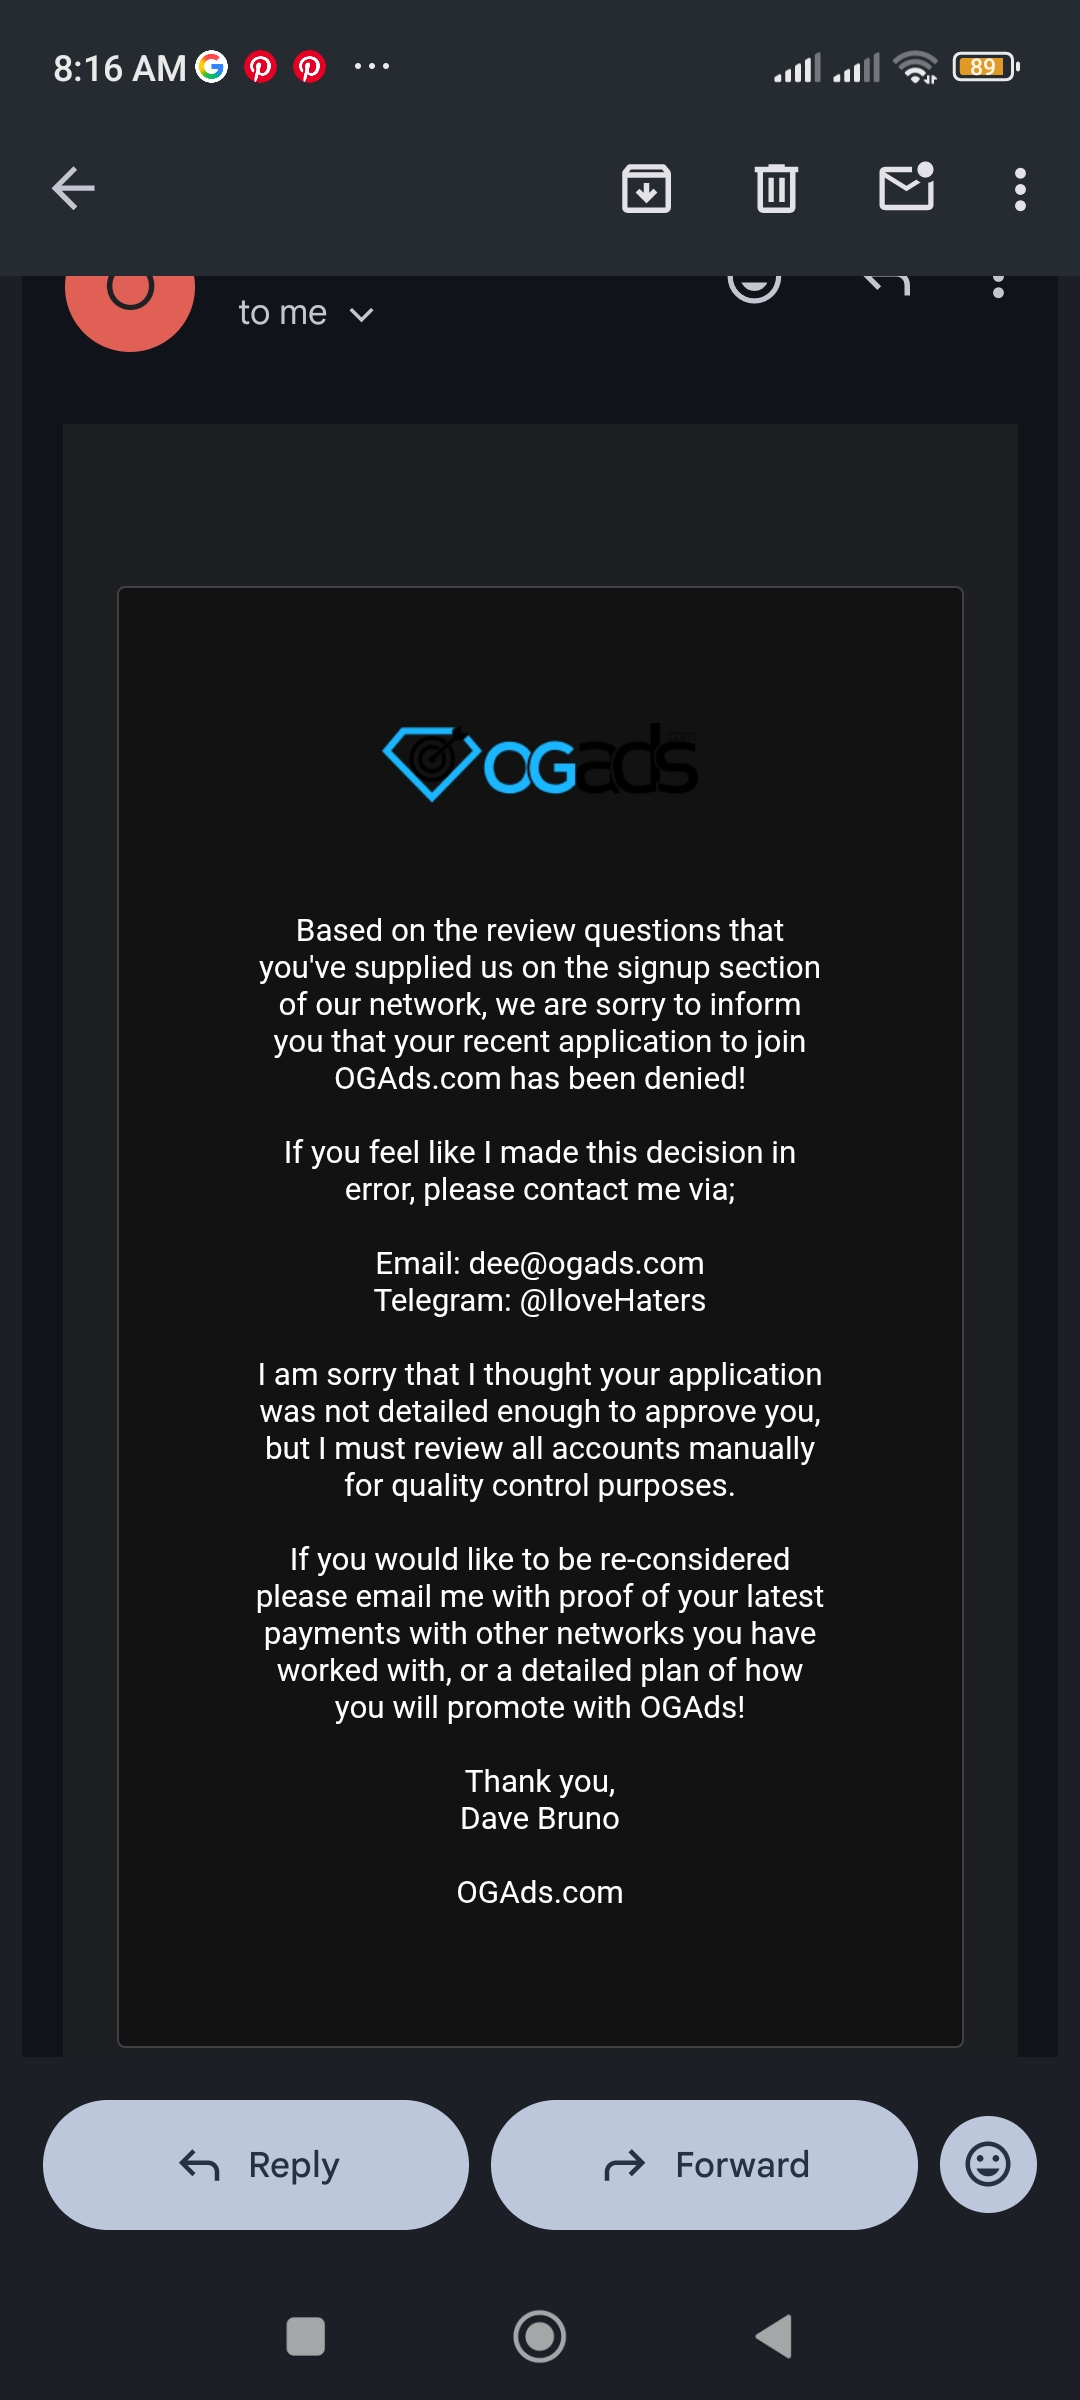 8:16 AM
89
to me
ogads
.com
Based on the review questions that
you've supplied us on the signup section
of our network, we are sorry to inform
you that your recent application to join
OGAds.com has been denied!
If you feel like I made this decision in
error, please contact me via;
Email: dee@ogads.com
Telegram: @IloveHaters
I am sorry that I thought your application
was not detailed enough to approve you,
but I must review all accounts manually
for quality control purposes.
If you would like to be re-considered
please email me with proof of your latest
payments with other networks you have
worked with, or a detailed plan of how
you will promote with OGAds!
Thank you,
Dave Bruno
OGAds.com
Reply
Forward